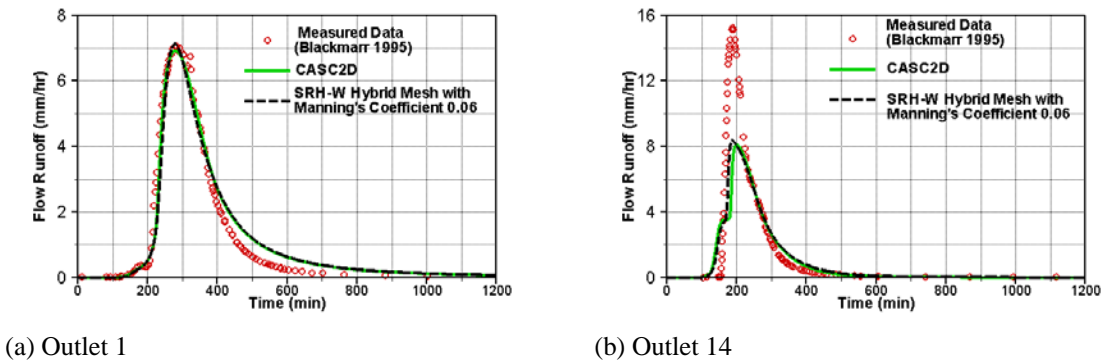 8
6
4
2
0
Flow Runoff (mm/hr)
Measured Data
(Blackmarr 1995)
CASC2D
SRH-W Hybrid Mesh with
Manning's Coefficient 0.06
0 200 400 600 800 1000 1200
Time (min)
(a) Outlet 1
16
12
8
4
0
Flow Runoff (mm/hr)
Measured Data
(Blackmarr 1995)
CASC2D
SRH-W Hybrid Mesh with
Manning's Coefficient 0.06
0 200 400 600 800 1000 1200
Time (min)
(b) Outlet 14